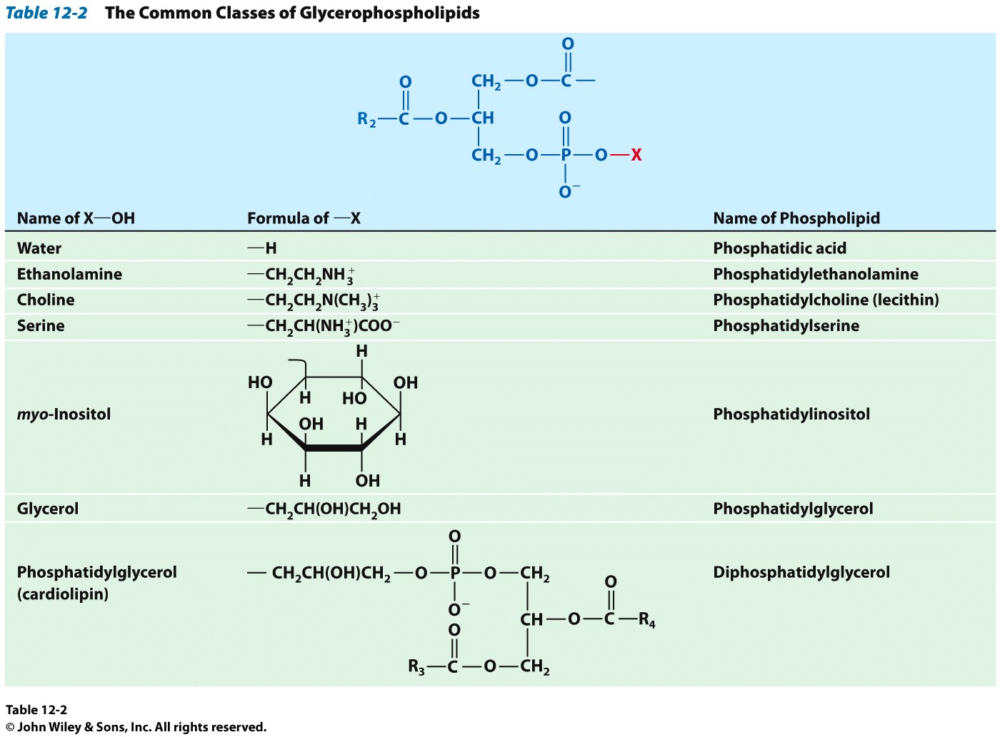 Table 12-2 The Common Classes of Glycerophospholipids
O
O CH₂—O—C—
R₂—C—O—CH O
CH₂—O—P—O—X
O⁻
Name of X—OH Formula of —X Name of Phospholipid
Water —H Phosphatidic acid
Ethanolamine —CH₂CH₂NH₃⁺ Phosphatidylethanolamine
Choline —CH₂CH₂N(CH₃)₃⁺ Phosphatidylcholine (lecithin)
Serine —CH₂CH(NH₃⁺)COO⁻ Phosphatidylserine
H
HO OH
H HO
myo-Inositol Phosphatidylinositol
OH H
H H
H OH
Glycerol —CH₂CH(OH)CH₂OH Phosphatidylglycerol
O
Phosphatidylglycerol — CH₂CH(OH)CH₂—O—P—O—CH₂ Diphosphatidylglycerol
O
(cardiolipin)
O⁻
CH—O—C—R₄
O
R₃—C—O—CH₂
Table 12-2
© John Wiley & Sons, Inc. All rights reserved.